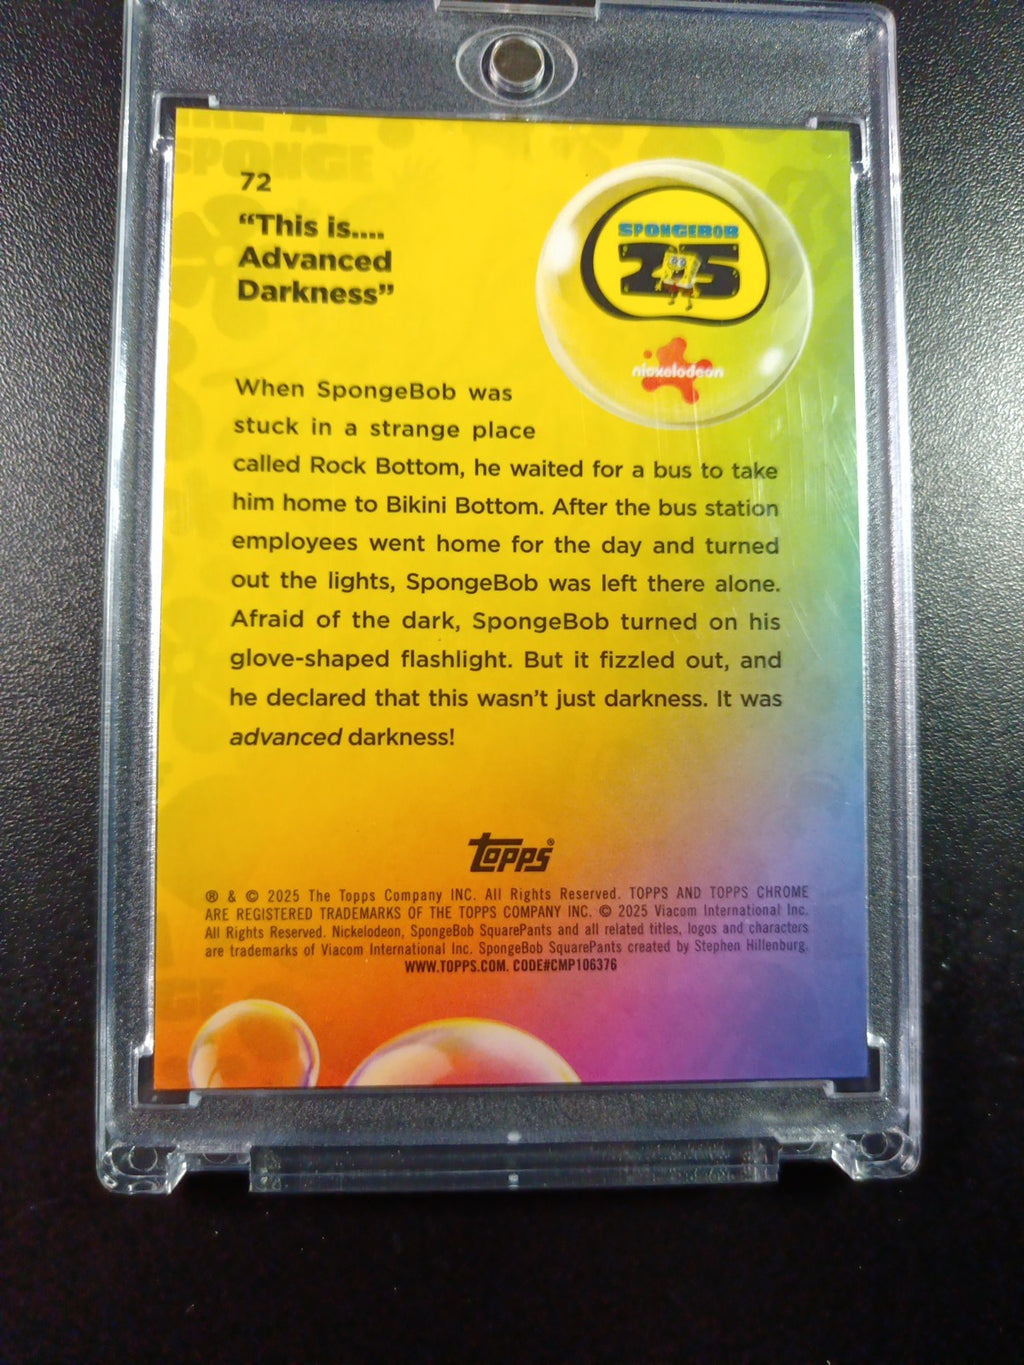 72
“This is....
Advanced
Darkness”
SPONGEBOB
25
nickelodeon
When SpongeBob was
stuck in a strange place
called Rock Bottom, he waited for a bus to take
him home to Bikini Bottom. After the bus station
employees went home for the day and turned
out the lights, SpongeBob was left there alone.
Afraid of the dark, SpongeBob turned on his
glove-shaped flashlight. But it fizzled out, and
he declared that this wasn’t just darkness. It was
advanced darkness!
TOPPS®
® & © 2025 The Topps Company INC. All Rights Reserved. TOPPS AND TOPPS CHROME
ARE REGISTERED TRADEMARKS OF THE TOPPS COMPANY INC. © 2025 Viacom International Inc.
All Rights Reserved. Nickelodeon, SpongeBob SquarePants and all related titles, logos and characters
are trademarks of Viacom International Inc. SpongeBob SquarePants created by Stephen Hillenburg.
WWW.TOPPS.COM. CODE#CMP106376